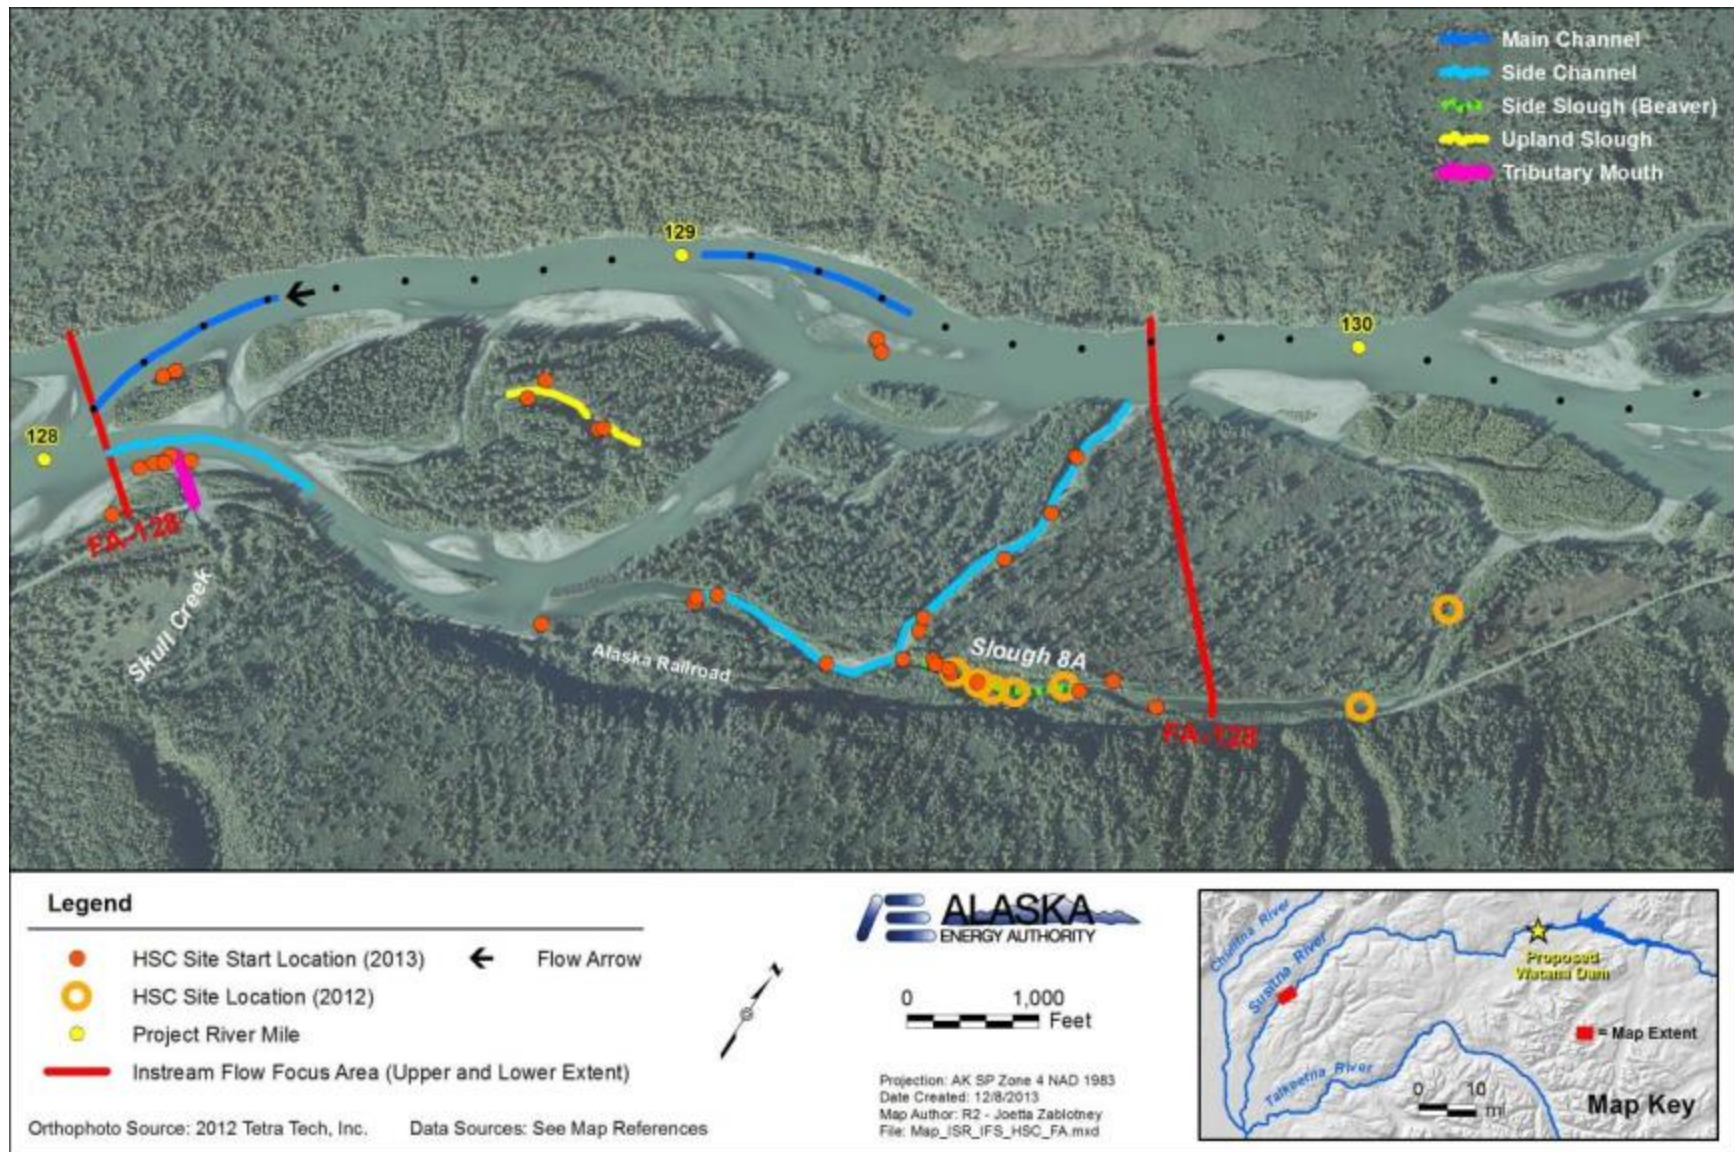 Main Channel
Side Channel
Side Slough (Beaver)
Upland Slough
Tributary Mouth
129
130
128
FA-128
Skull Creek
Alaska Railroad
Slough 8A
FA-128
Legend
HSC Site Start Location (2013)
Flow Arrow
HSC Site Location (2012)
Project River Mile
Instream Flow Focus Area (Upper and Lower Extent)
Orthophoto Source: 2012 Tetra Tech, Inc.
Data Sources: See Map References
ALASKA
ENERGY AUTHORITY
N
0 1,000
Feet
Projection: AK SP Zone 4 NAD 1983
Date Created: 12/8/2013
Map Author: R2 - Joetta Zablotney
File: Map_ISR_IFS_HSC_FA.mxd
Chulitna River
Susitna River
Proposed
Watana Dam
= Map Extent
Talkeetna River
0 10
mi
Map Key